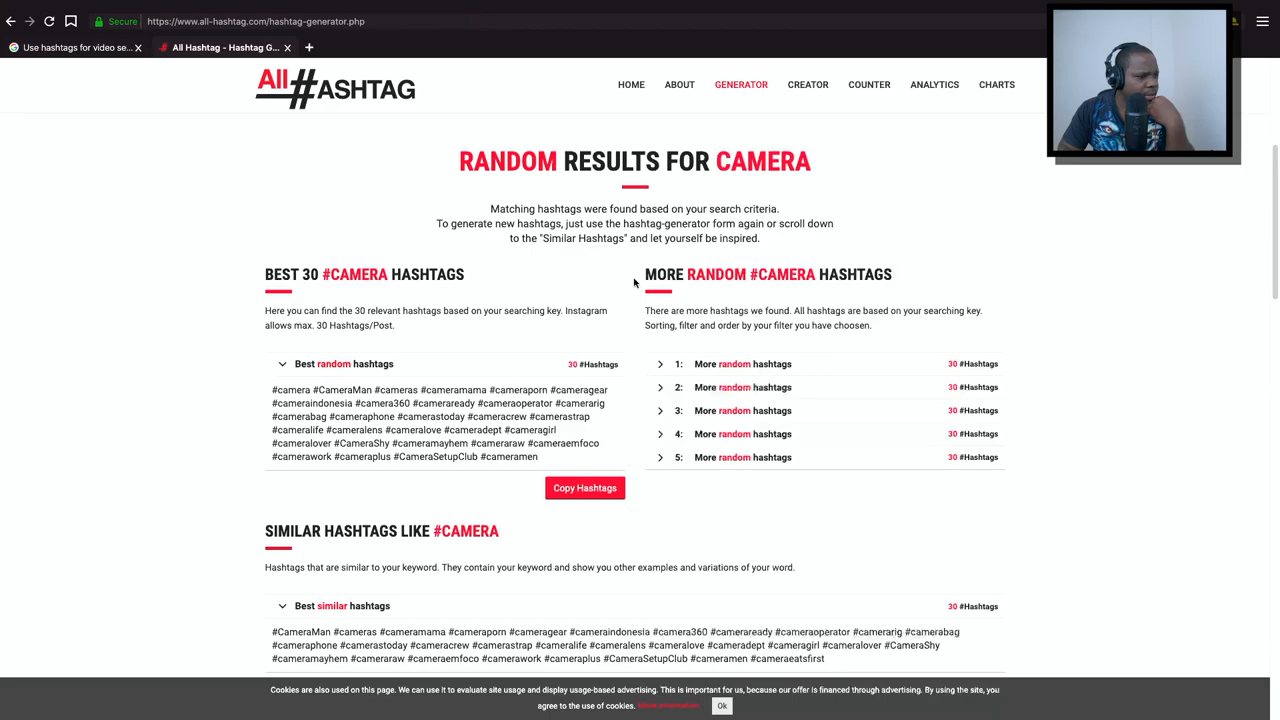 Secure https://www.all-hashtag.com/hashtag-generator.php
Use hashtags for video se...
All Hashtag - Hashtag G...
All #ASHTAG
HOME ABOUT GENERATOR CREATOR COUNTER ANALYTICS CHARTS
RANDOM RESULTS FOR CAMERA
Matching hashtags were found based on your search criteria.
To generate new hashtags, just use the hashtag-generator form again or scroll down
to the "Similar Hashtags" and let yourself be inspired.
BEST 30 #CAMERA HASHTAGS
Here you can find the 30 relevant hashtags based on your searching key. Instagram
allows max. 30 Hashtags/Post.
Best random hashtags 30 #Hashtags
#camera #CameraMan #cameras #cameramama #cameraporn #cameragear
#cameraindonesia #camera360 #cameraready #cameraoperator #camerarig
#camerabag #cameraphone #camerastoday #cameracrew #camerastrap
#cameralife #cameralens #cameralove #cameradept #cameragirl
#cameralover #CameraShy #cameramayhem #cameraraw #cameraemfoco
#camerawork #cameraplus #CameraSetupClub #cameramen
Copy Hashtags
MORE RANDOM #CAMERA HASHTAGS
There are more hashtags we found. All hashtags are based on your searching key.
Sorting, filter and order by your filter you have choosen.
1: More random hashtags 30 #Hashtags
2: More random hashtags 30 #Hashtags
3: More random hashtags 30 #Hashtags
4: More random hashtags 30 #Hashtags
5: More random hashtags 30 #Hashtags
SIMILAR HASHTAGS LIKE #CAMERA
Hashtags that are similar to your keyword. They contain your keyword and show you other examples and variations of your word.
Best similar hashtags 30 #Hashtags
#CameraMan #cameras #cameramama #cameraporn #cameragear #cameraindonesia #camera360 #cameraready #cameraoperator #camerarig #camerabag
#cameraphone #camerastoday #cameracrew #camerastrap #cameralife #cameralens #cameralove #cameradept #cameragirl #cameralover #CameraShy
#cameramayhem #cameraraw #cameraemfoco #camerawork #cameraplus #CameraSetupClub #cameramen #cameraeatsfirst
Cookies are also used on this page. We can use it to evaluate site usage and display usage-based advertising. This is important for us, because our offer is financed through advertising. By using the site, you
agree to the use of cookies. More information Ok